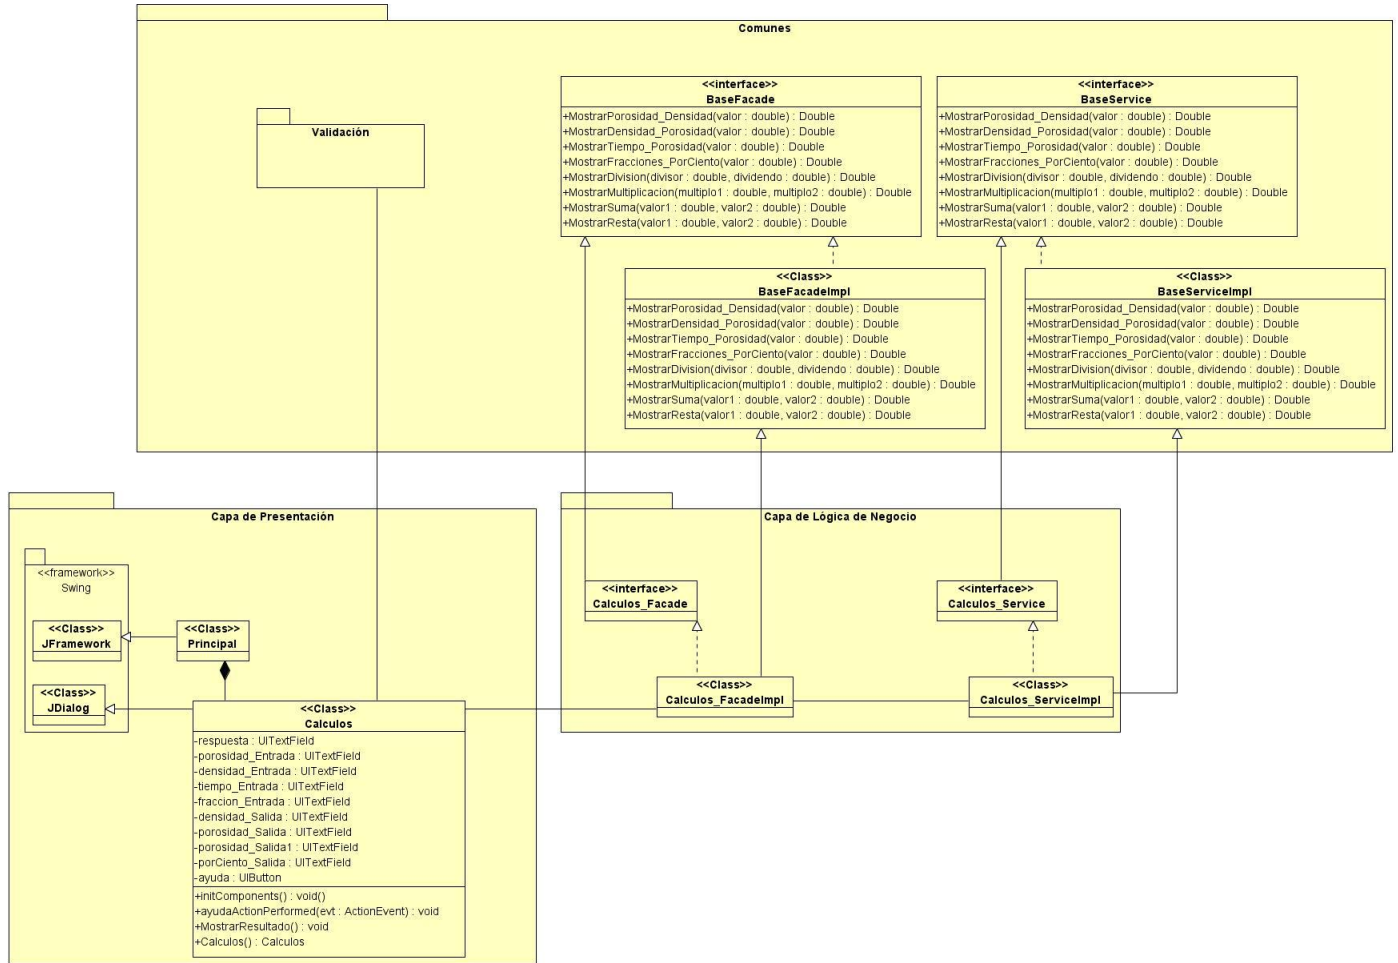 Comunes
Validación
<<interface>>
BaseFacade
+MostrarPorosidad_Densidad(valor : double) : Double
+MostrarDensidad_Porosidad(valor : double) : Double
+MostrarTiempo_Porosidad(valor : double) : Double
+MostrarFracciones_PorCiento(valor : double) : Double
+MostrarDivision(divisor : double, dividendo : double) : Double
+MostrarMultiplicacion(multiplo1 : double, multiplo2 : double) : Double
+MostrarSuma(valor1 : double, valor2 : double) : Double
+MostrarResta(valor1 : double, valor2 : double) : Double
<<interface>>
BaseService
+MostrarPorosidad_Densidad(valor : double) : Double
+MostrarDensidad_Porosidad(valor : double) : Double
+MostrarTiempo_Porosidad(valor : double) : Double
+MostrarFracciones_PorCiento(valor : double) : Double
+MostrarDivision(divisor : double, dividendo : double) : Double
+MostrarMultiplicacion(multiplo1 : double, multiplo2 : double) : Double
+MostrarSuma(valor1 : double, valor2 : double) : Double
+MostrarResta(valor1 : double, valor2 : double) : Double
<<Class>>
BaseFacadeImpl
+MostrarPorosidad_Densidad(valor : double) : Double
+MostrarDensidad_Porosidad(valor : double) : Double
+MostrarTiempo_Porosidad(valor : double) : Double
+MostrarFracciones_PorCiento(valor : double) : Double
+MostrarDivision(divisor : double, dividendo : double) : Double
+MostrarMultiplicacion(multiplo1 : double, multiplo2 : double) : Double
+MostrarSuma(valor1 : double, valor2 : double) : Double
+MostrarResta(valor1 : double, valor2 : double) : Double
<<Class>>
BaseServiceImpl
+MostrarPorosidad_Densidad(valor : double) : Double
+MostrarDensidad_Porosidad(valor : double) : Double
+MostrarTiempo_Porosidad(valor : double) : Double
+MostrarFracciones_PorCiento(valor : double) : Double
+MostrarDivision(divisor : double, dividendo : double) : Double
+MostrarMultiplicacion(multiplo1 : double, multiplo2 : double) : Double
+MostrarSuma(valor1 : double, valor2 : double) : Double
+MostrarResta(valor1 : double, valor2 : double) : Double
Capa de Presentación
<<framework>>
Swing
<<Class>>
JFramework
<<Class>>
Principal
<<Class>>
JDialog
<<Class>>
Calculos
-respuesta : UITextField
-porosidad_Entrada : UITextField
-densidad_Entrada : UITextField
-tiempo_Entrada : UITextField
-fraccion_Entrada : UITextField
-densidad_Salida : UITextField
-porosidad_Salida : UITextField
-porosidad_Salida1 : UITextField
-porCiento_Salida : UITextField
-ayuda : UIButton
+initComponents() : void()
+ayudaActionPerformed(evt : ActionEvent) : void
+MostrarResultado() : void
+Calculos() : Calculos
Capa de Lógica de Negocio
<<interface>>
Calculos_Facade
<<interface>>
Calculos_Service
<<Class>>
Calculos_FacadeImpl
<<Class>>
Calculos_ServiceImpl